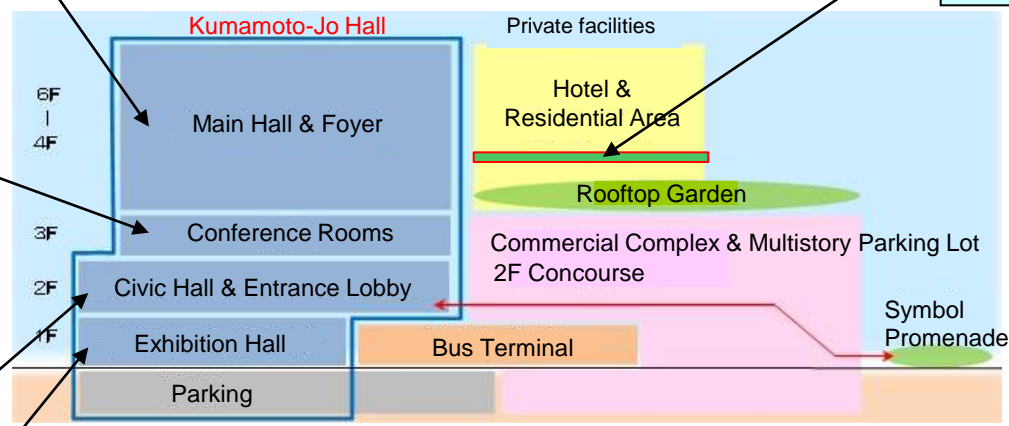 Kumamoto-Jo Hall
Private facilities
6F
4F
Main Hall & Foyer
Hotel &
Residential Area
Rooftop Garden
3F
Conference Rooms
Commercial Complex & Multistory Parking Lot
2F Concourse
2F
Civic Hall & Entrance Lobby
Symbol
Promenade
1F
Exhibition Hall
Bus Terminal
Parking